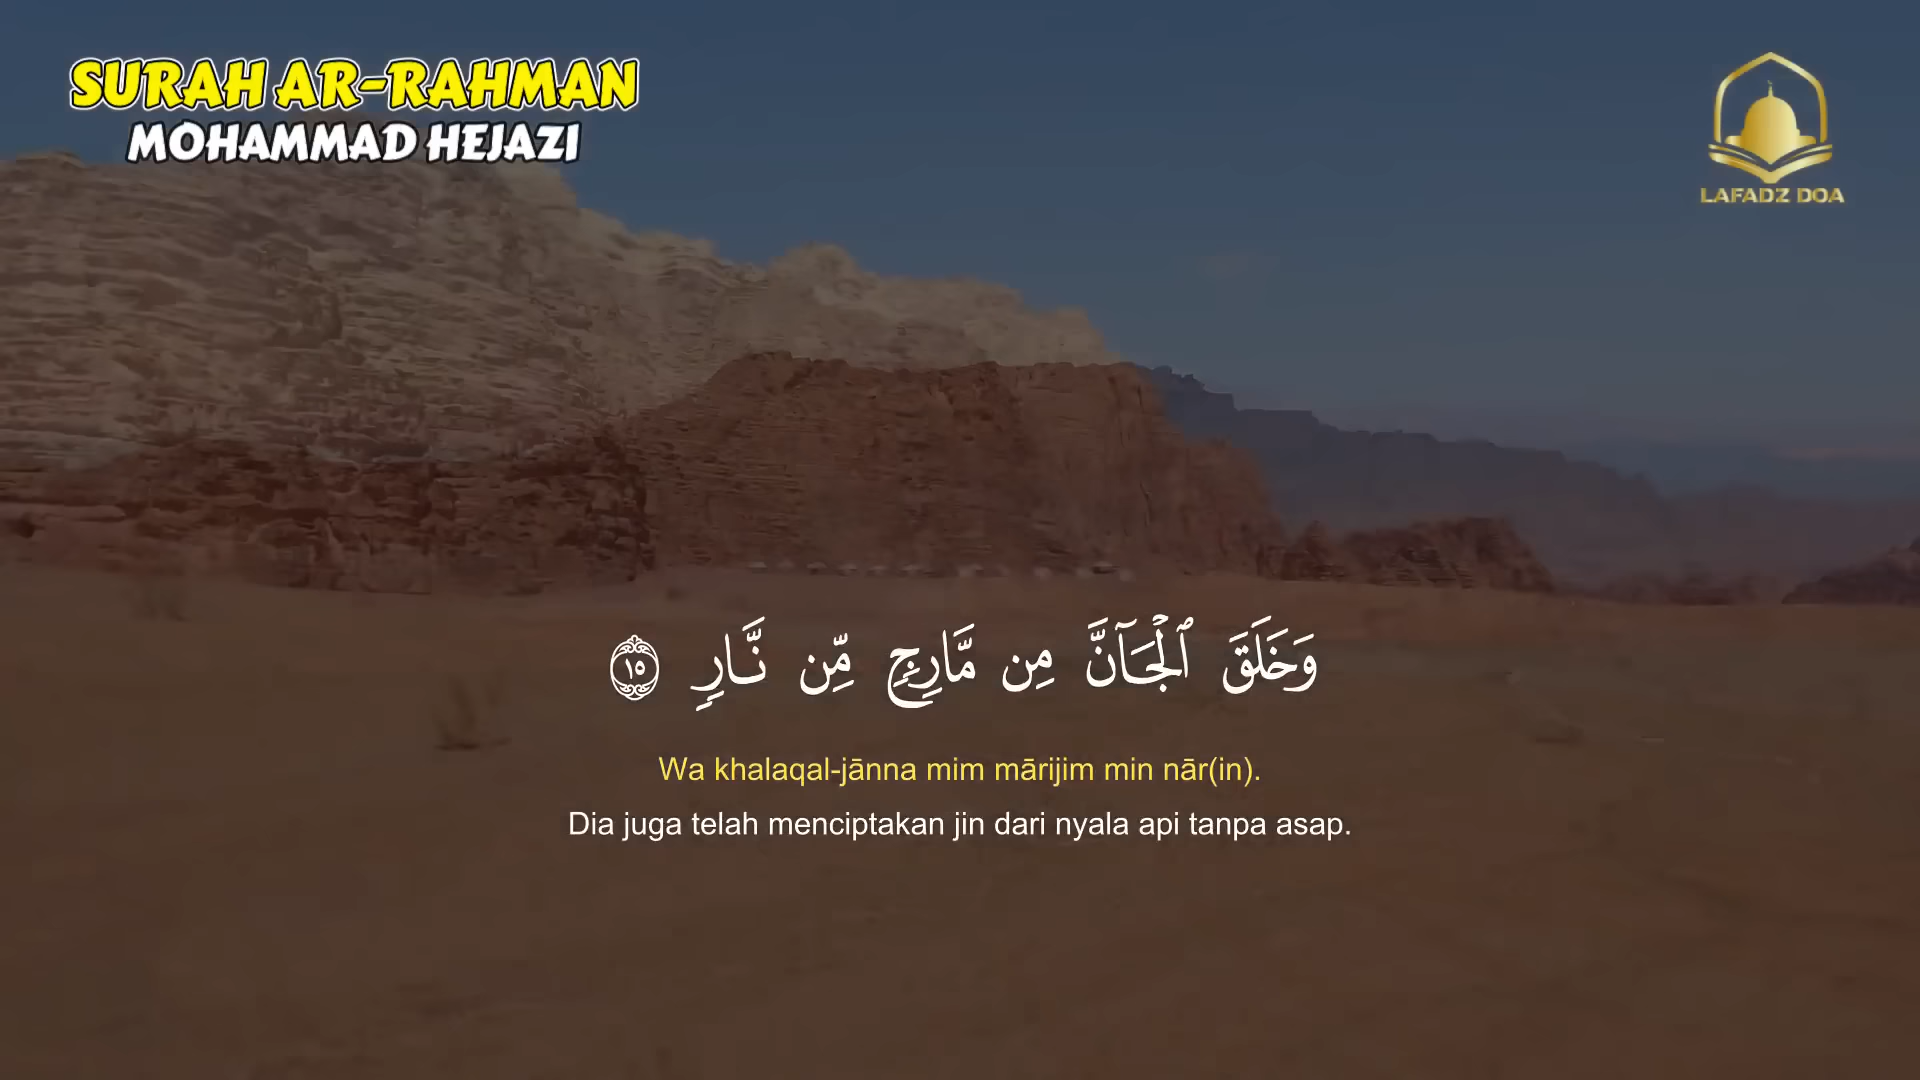 SURAH AR-RAHMAN
MOHAMMAD HEJAZI
LAFADZ DOA
وَخَلَقَ ٱلْجَآنَّ مِن مَّارِجٍ مِّن نَّارٍ ١٥
Wa khalaqal-jānna mim mārijim min nār(in).
Dia juga telah menciptakan jin dari nyala api tanpa asap.